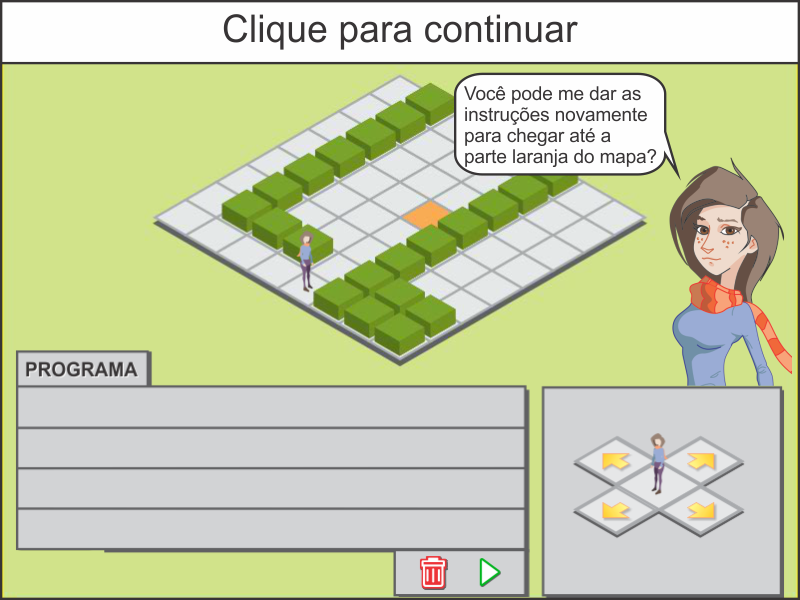 Clique para continuar
Você pode me dar as
instruções novamente
para chegar até a
parte laranja do mapa?
PROGRAMA